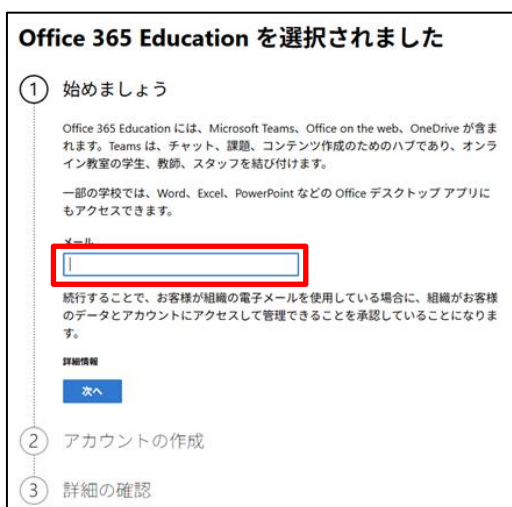 Office 365 Education を選択されました
1 始めましょう
Office 365 Education には、Microsoft Teams、Office on the web、OneDrive が含ま
れます。Teams は、チャット、課題、コンテンツ作成のためのハブであり、オンラ
イン教室の学生、教師、スタッフを結び付けます。
一部の学校では、Word、Excel、PowerPoint などの Office デスクトップ アプリに
もアクセスできます。
メール
続行することで、お客様が組織の電子メールを使用している場合に、組織がお客様
のデータとアカウントにアクセスして管理できることを承認していることになりま
す。
詳細情報
次へ
2 アカウントの作成
3 詳細の確認